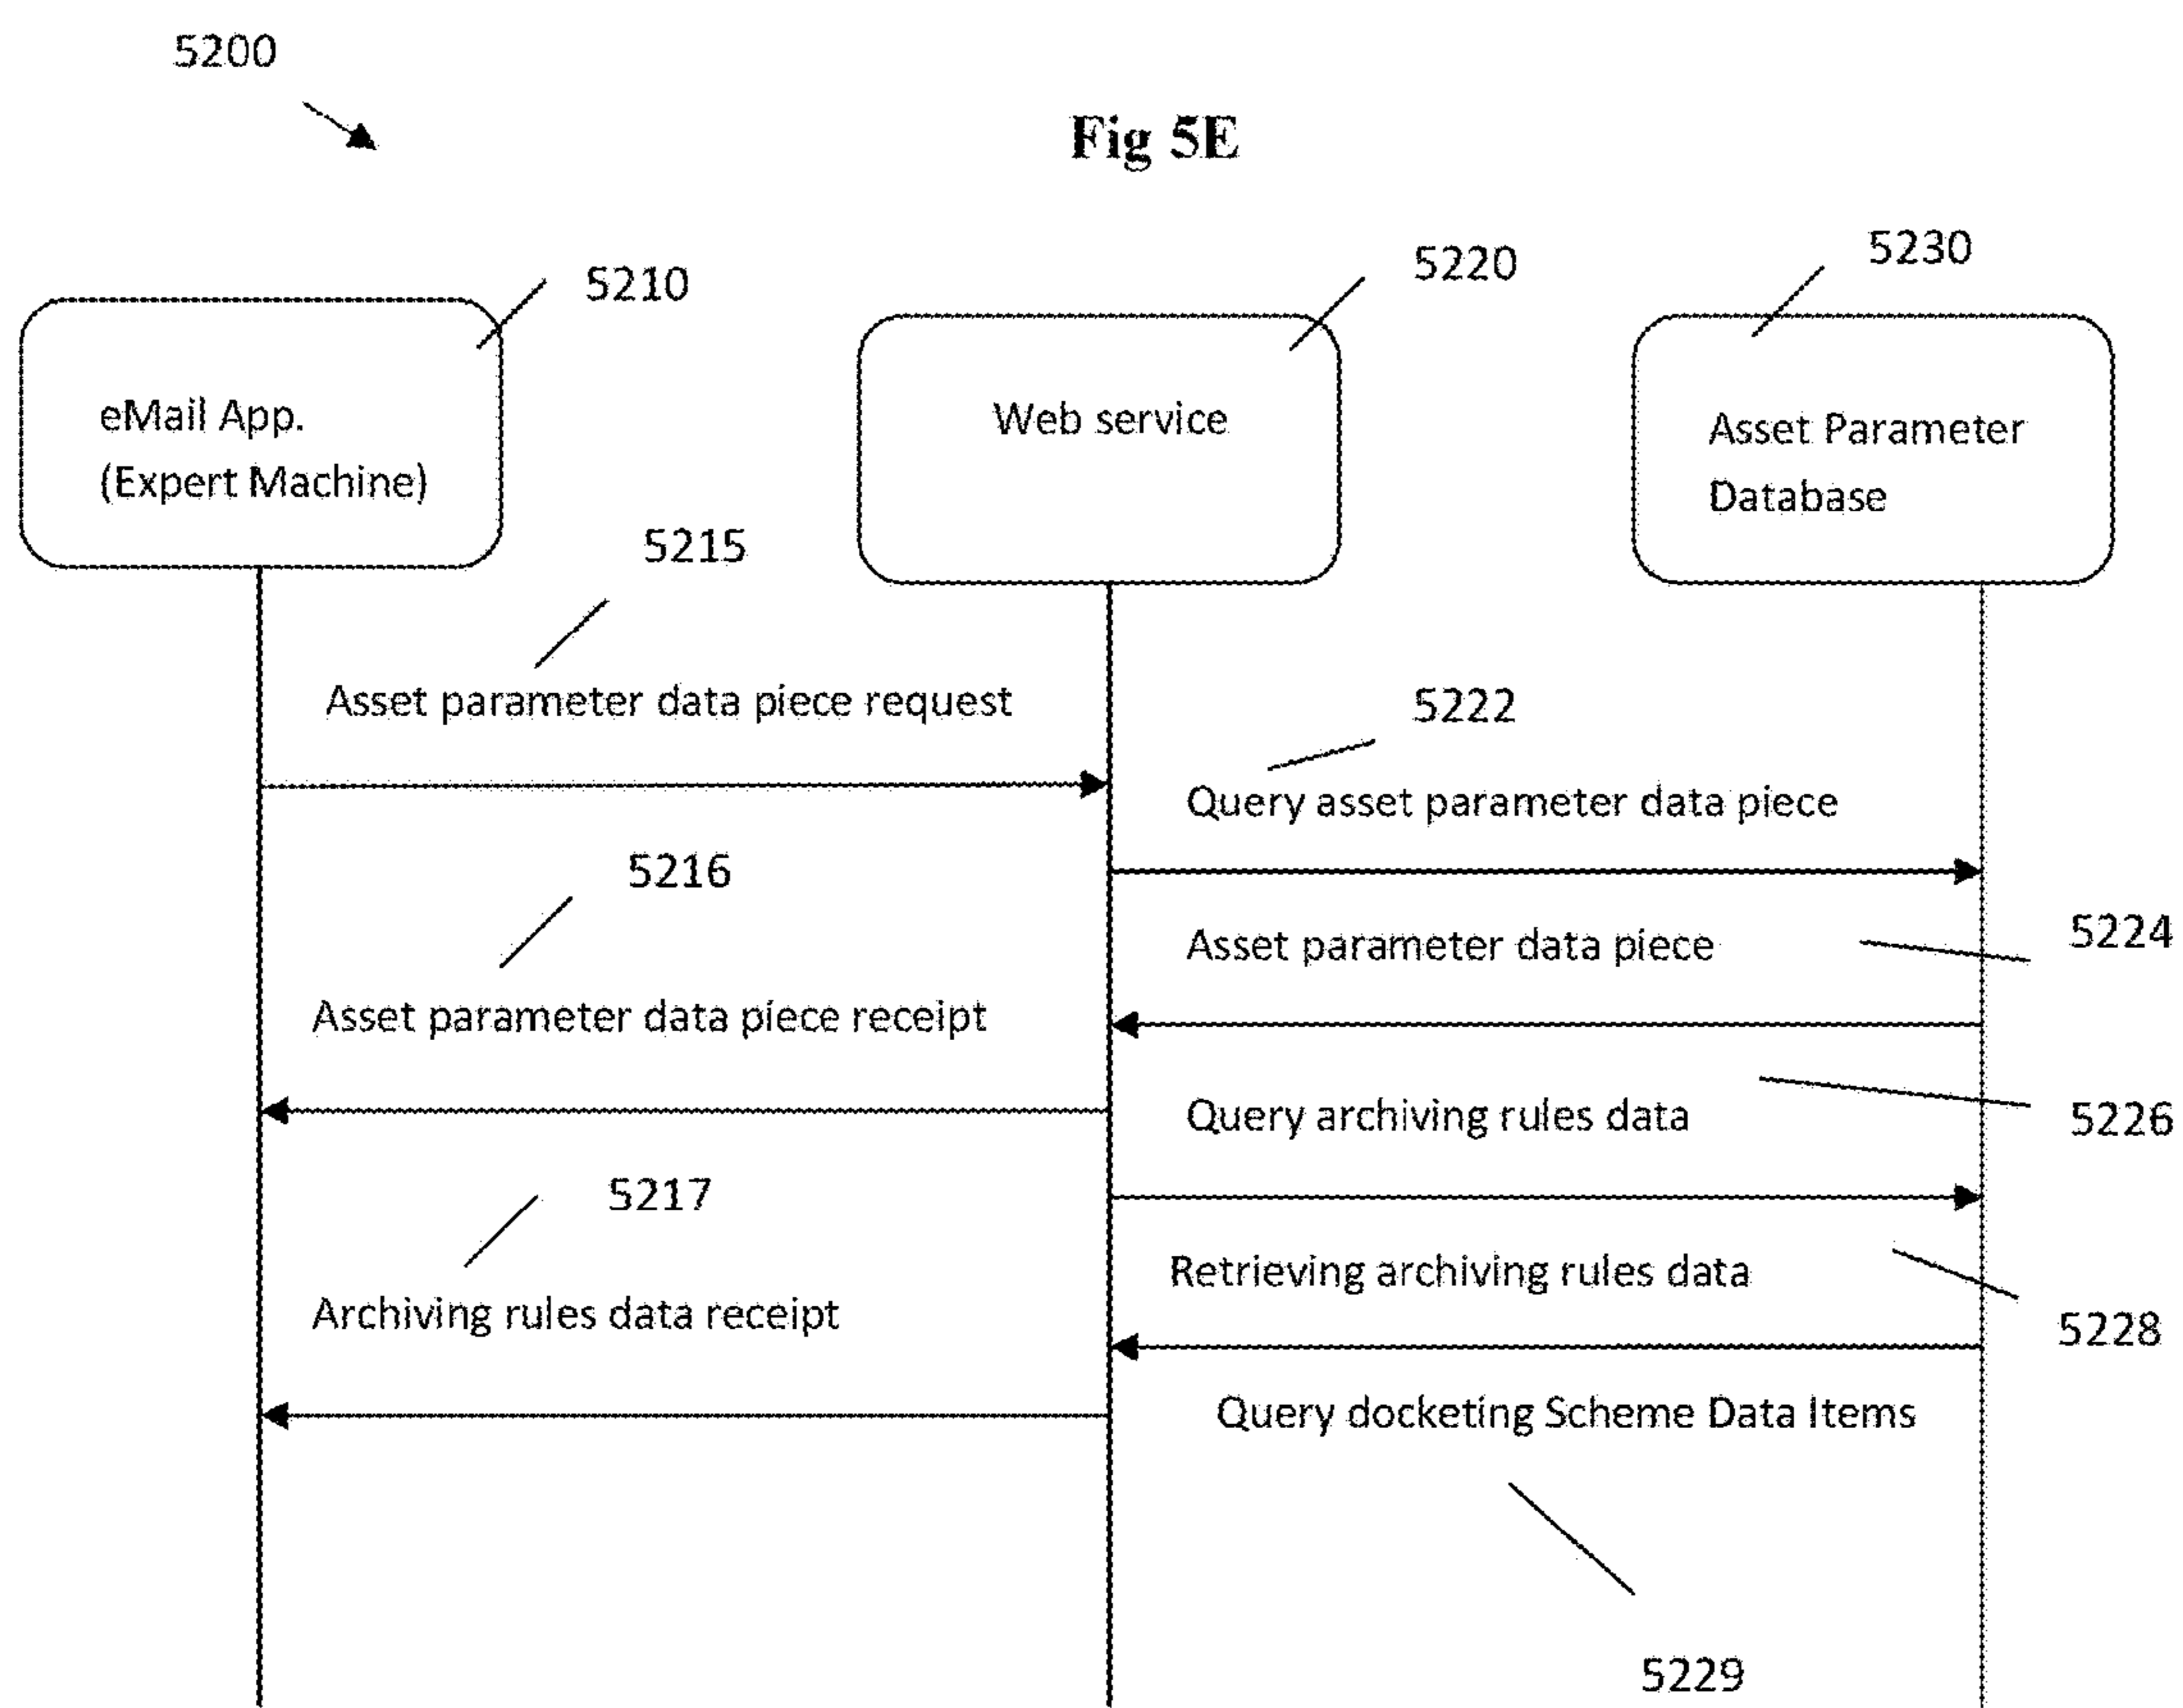 5200
Fig 5E
5210
5220
5230
eMail App.
(Expert Machine)
Web service
Asset Parameter
Database
5215
Asset parameter data piece request
5222
Query asset parameter data piece
5216
5224
Asset parameter data piece
Asset parameter data piece receipt
5226
Query archiving rules data
5217
Retrieving archiving rules data
Archiving rules data receipt
5228
Query docketing Scheme Data Items
5229